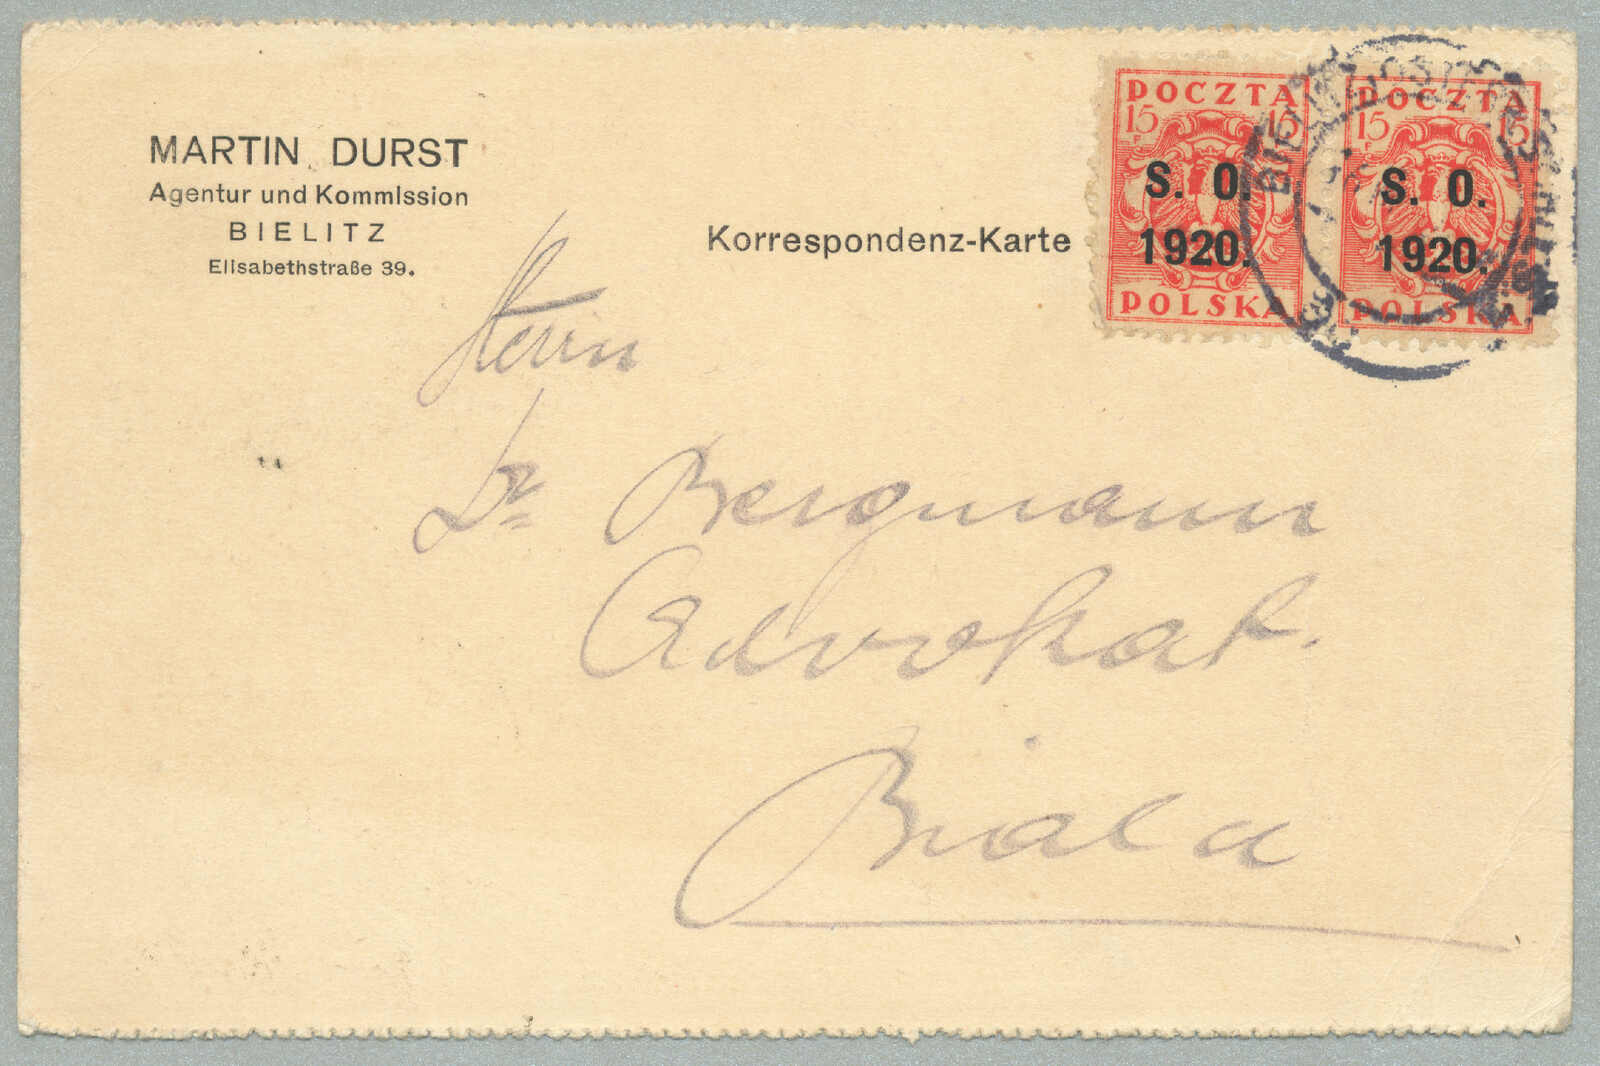 MARTIN DURST
Agentur und Kommission
BIELITZ
Elisabethstraße 39.
Korrespondenz-Karte
POCZTA
15 15
F
S. O.
1920.
POLSKA
POCZTA
15 15
F
S. O.
1920.
POLSKA
Herrn
Dr Bergmann
Advokat.
Biala